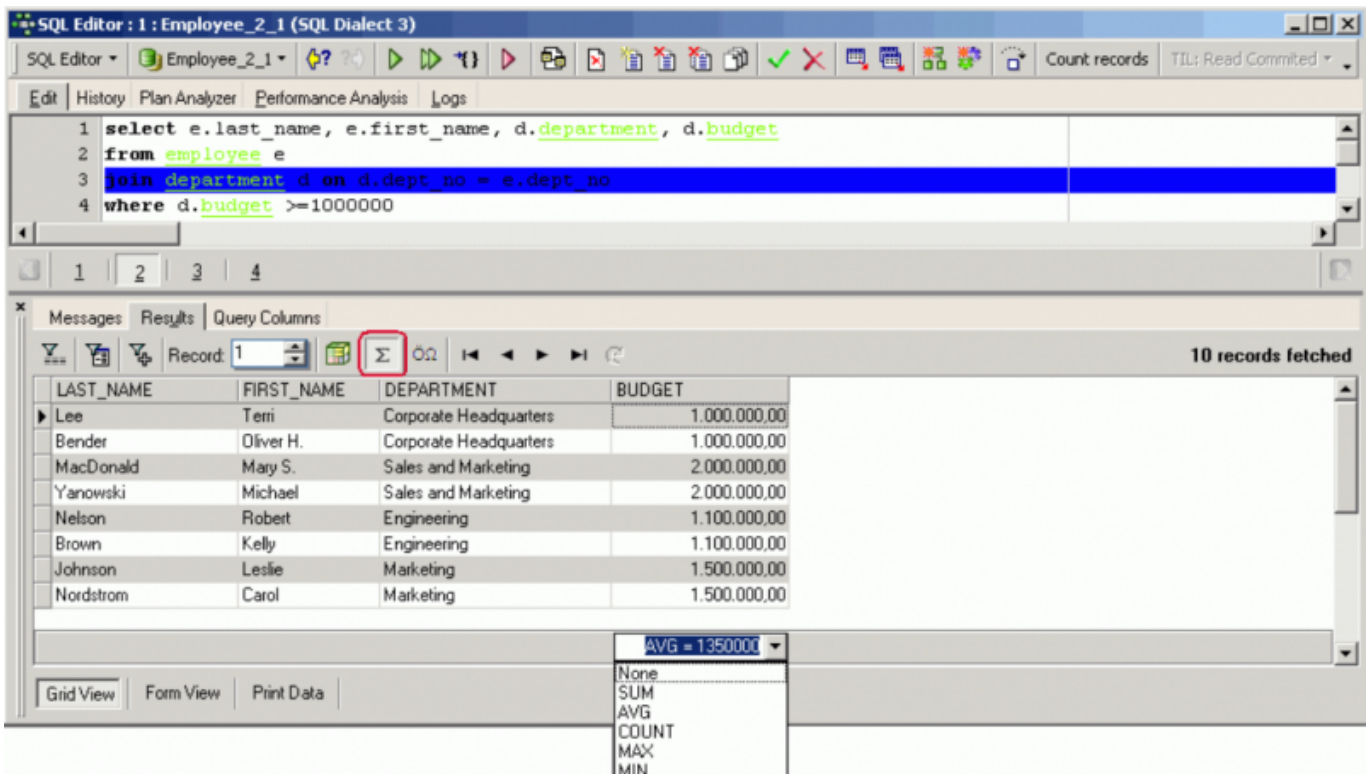 SQL Editor : 1 : Employee_2_1 (SQL Dialect 3)
SQL Editor Employee_2_1 Count records TIL: Read Commited
Edit History Plan Analyzer Performance Analysis Logs
1 select e.last_name, e.first_name, d.department, d.budget
2 from employee e
3 join department d on d.dept_no = e.dept_no
4 where d.budget >=1000000
1 2 3 4
Messages Results Query Columns
Record: 1 Σ ÖΩ 10 records fetched
LAST_NAME FIRST_NAME DEPARTMENT BUDGET
Lee Terri Corporate Headquarters 1.000.000,00
Bender Oliver H. Corporate Headquarters 1.000.000,00
MacDonald Mary S. Sales and Marketing 2.000.000,00
Yanowski Michael Sales and Marketing 2.000.000,00
Nelson Robert Engineering 1.100.000,00
Brown Kelly Engineering 1.100.000,00
Johnson Leslie Marketing 1.500.000,00
Nordstrom Carol Marketing 1.500.000,00
AVG = 1350000
None
SUM
AVG
COUNT
MAX
MIN
Grid View Form View Print Data